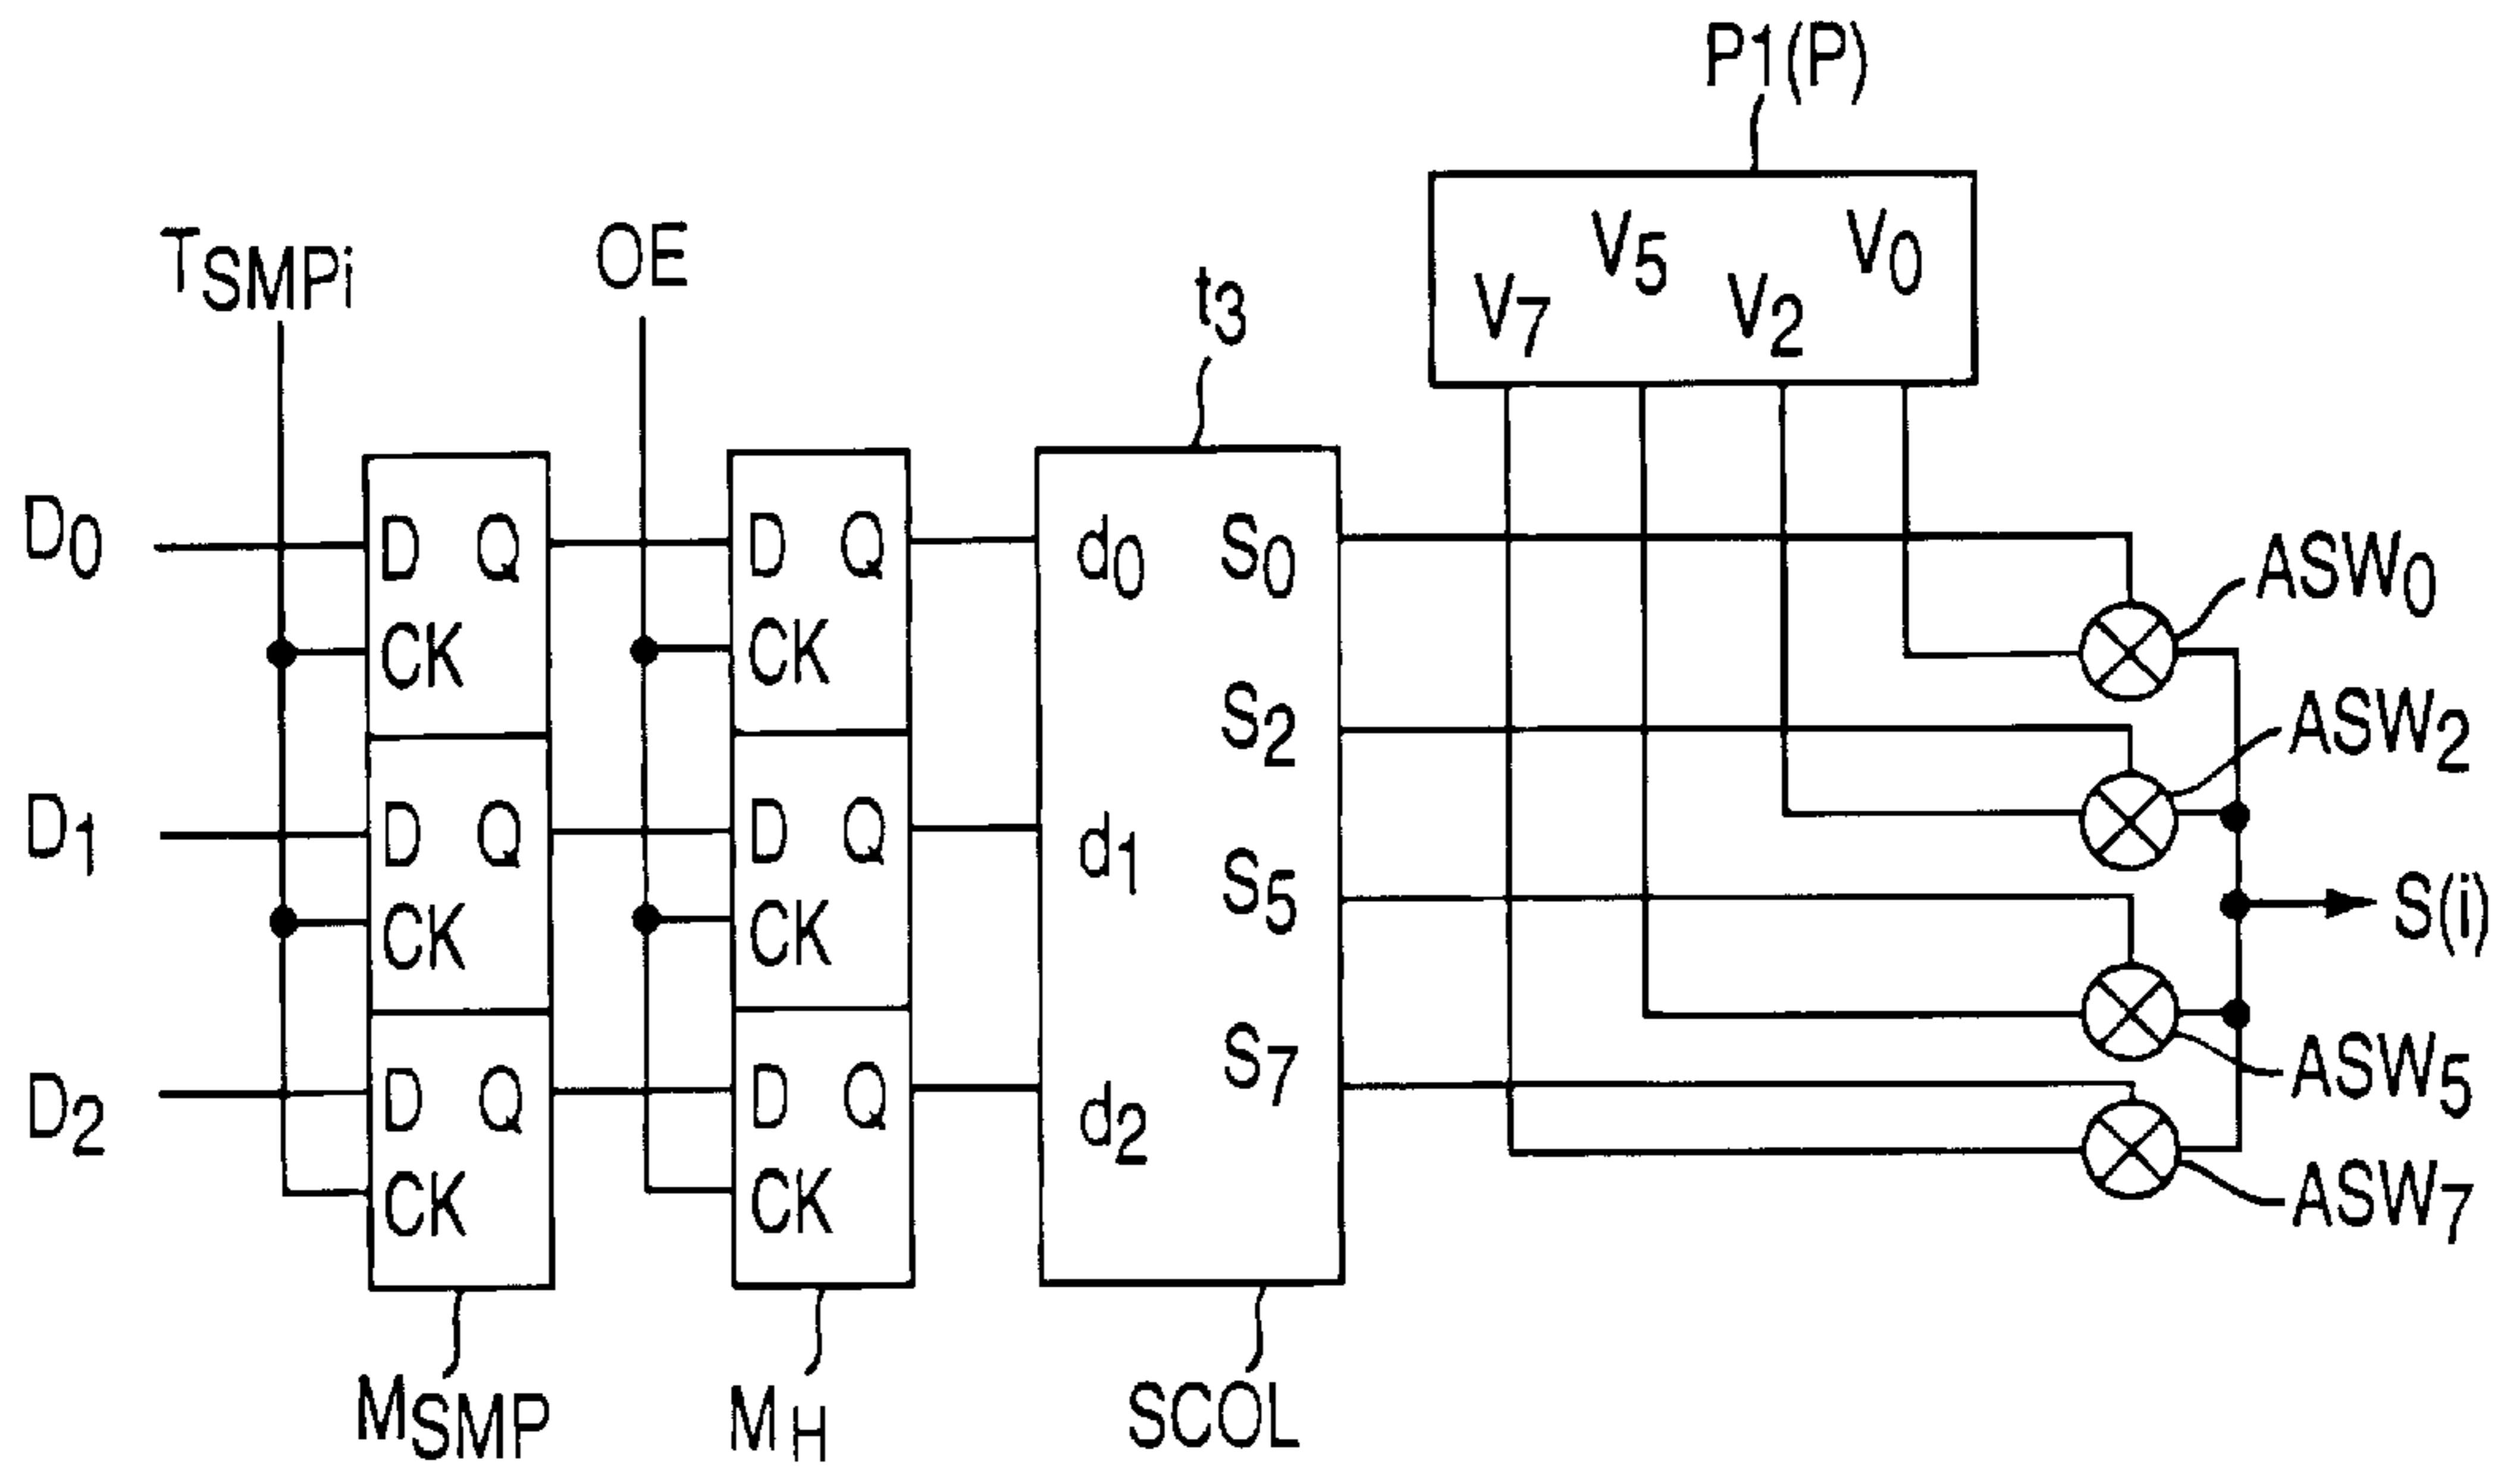 P1(P)
TSMPi
OE
t3
V7
V5
V2
V0
D0
D Q
CK
D Q
CK
d0
S0
ASW0
S2
ASW2
D1
D Q
CK
D Q
CK
d1
S5
S(i)
S7
ASW5
D2
D Q
CK
D Q
CK
d2
ASW7
MSMP
MH
SCOL